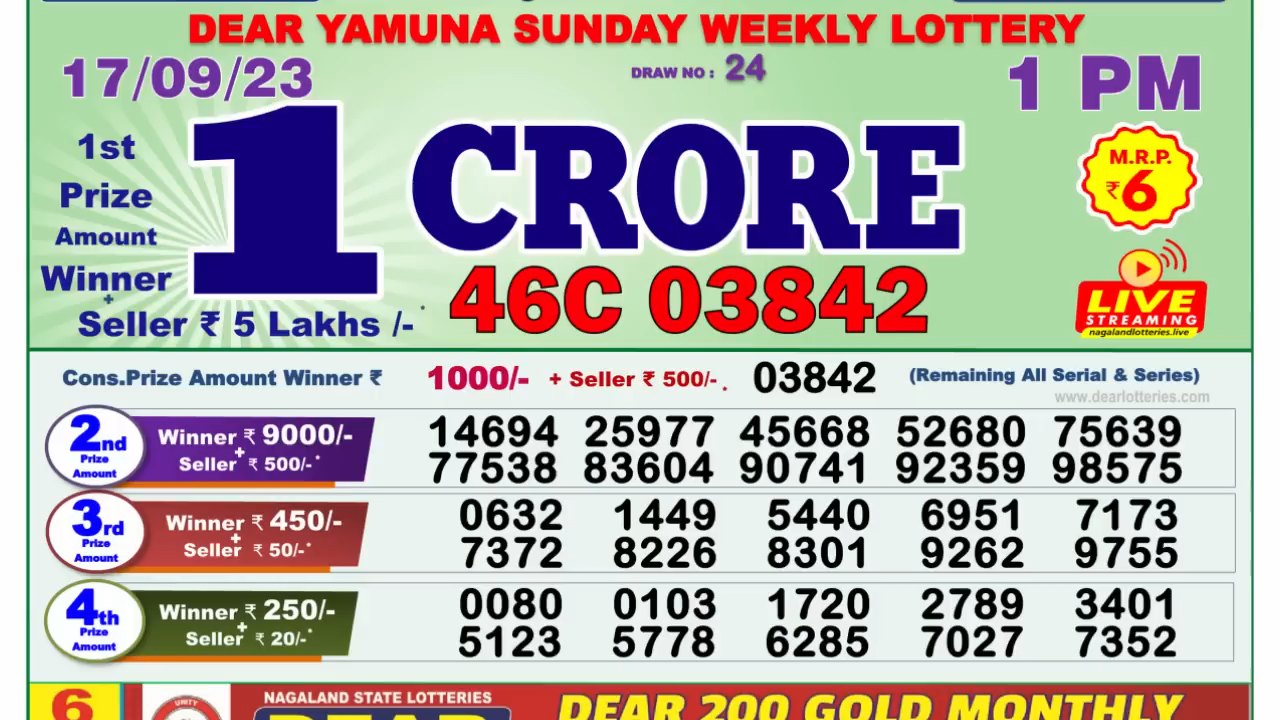 DEAR YAMUNA SUNDAY WEEKLY LOTTERY
17/09/23
DRAW NO : 24
1 PM
1st
Prize
Amount
Winner
+
Seller ₹ 5 Lakhs /-*
1 CRORE
46C 03842
M.R.P.
₹6
LIVE
STREAMING
nagalandlotteries.live
Cons.Prize Amount Winner ₹ 1000/- + Seller ₹ 500/- . 03842 (Remaining All Serial & Series)
www.dearlotteries.com
2nd
Prize
Amount
Winner ₹ 9000/-
+
Seller ₹ 500/-*
14694 25977 45668 52680 75639
77538 83604 90741 92359 98575
3rd
Prize
Amount
Winner ₹ 450/-
+
Seller ₹ 50/-*
0632 1449 5440 6951 7173
7372 8226 8301 9262 9755
4th
Prize
Amount
Winner ₹ 250/-
+
Seller ₹ 20/-*
0080 0103 1720 2789 3401
5123 5778 6285 7027 7352
6
UNITY
NAGALAND STATE LOTTERIES
DEAR
DEAR 200 GOLD MONTHLY